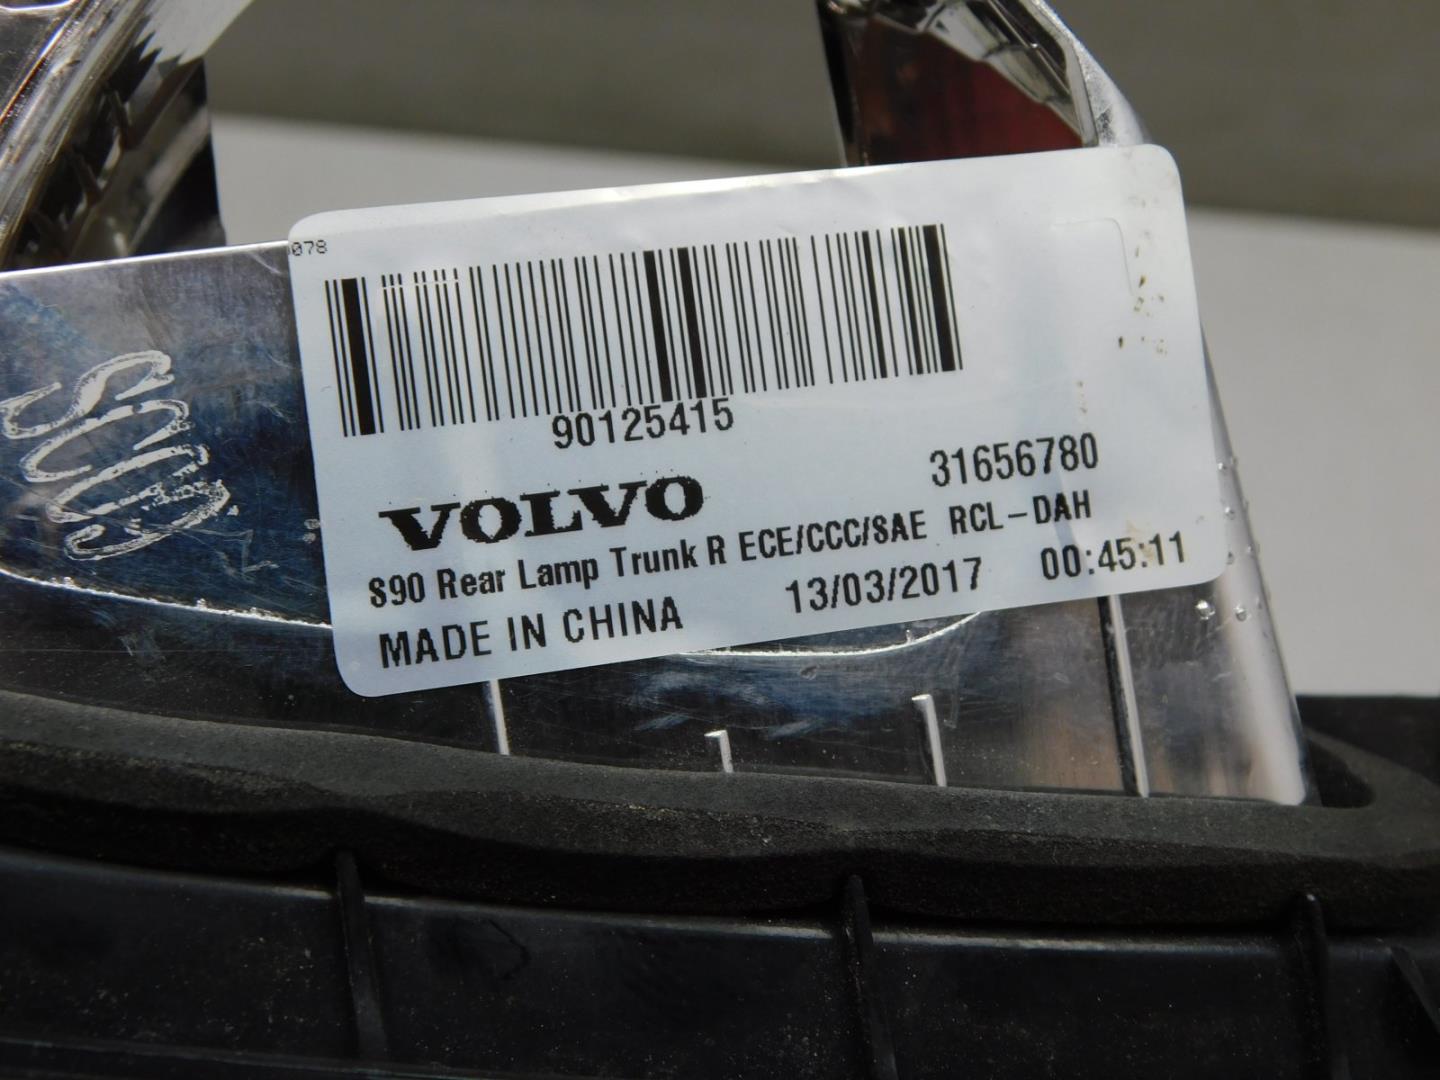 078
90125415
31656780
VOLVO
S90 Rear Lamp Trunk R ECE/CCC/SAE RCL-DAH
MADE IN CHINA 13/03/2017 00:45:11